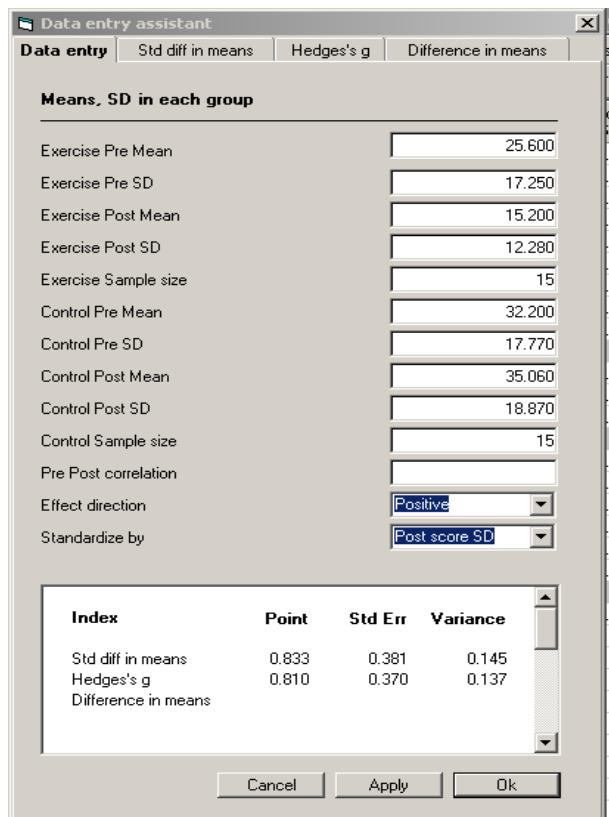 Data entry assistant
Data entry Std diff in means Hedges's g Difference in means
Means, SD in each group
Exercise Pre Mean 25.600
Exercise Pre SD 17.250
Exercise Post Mean 15.200
Exercise Post SD 12.280
Exercise Sample size 15
Control Pre Mean 32.200
Control Pre SD 17.770
Control Post Mean 35.060
Control Post SD 18.870
Control Sample size 15
Pre Post correlation
Effect direction Positive
Standardize by Post score SD
Index Point Std Err Variance
Std diff in means 0.833 0.381 0.145
Hedges's g 0.810 0.370 0.137
Difference in means
Cancel Apply Ok